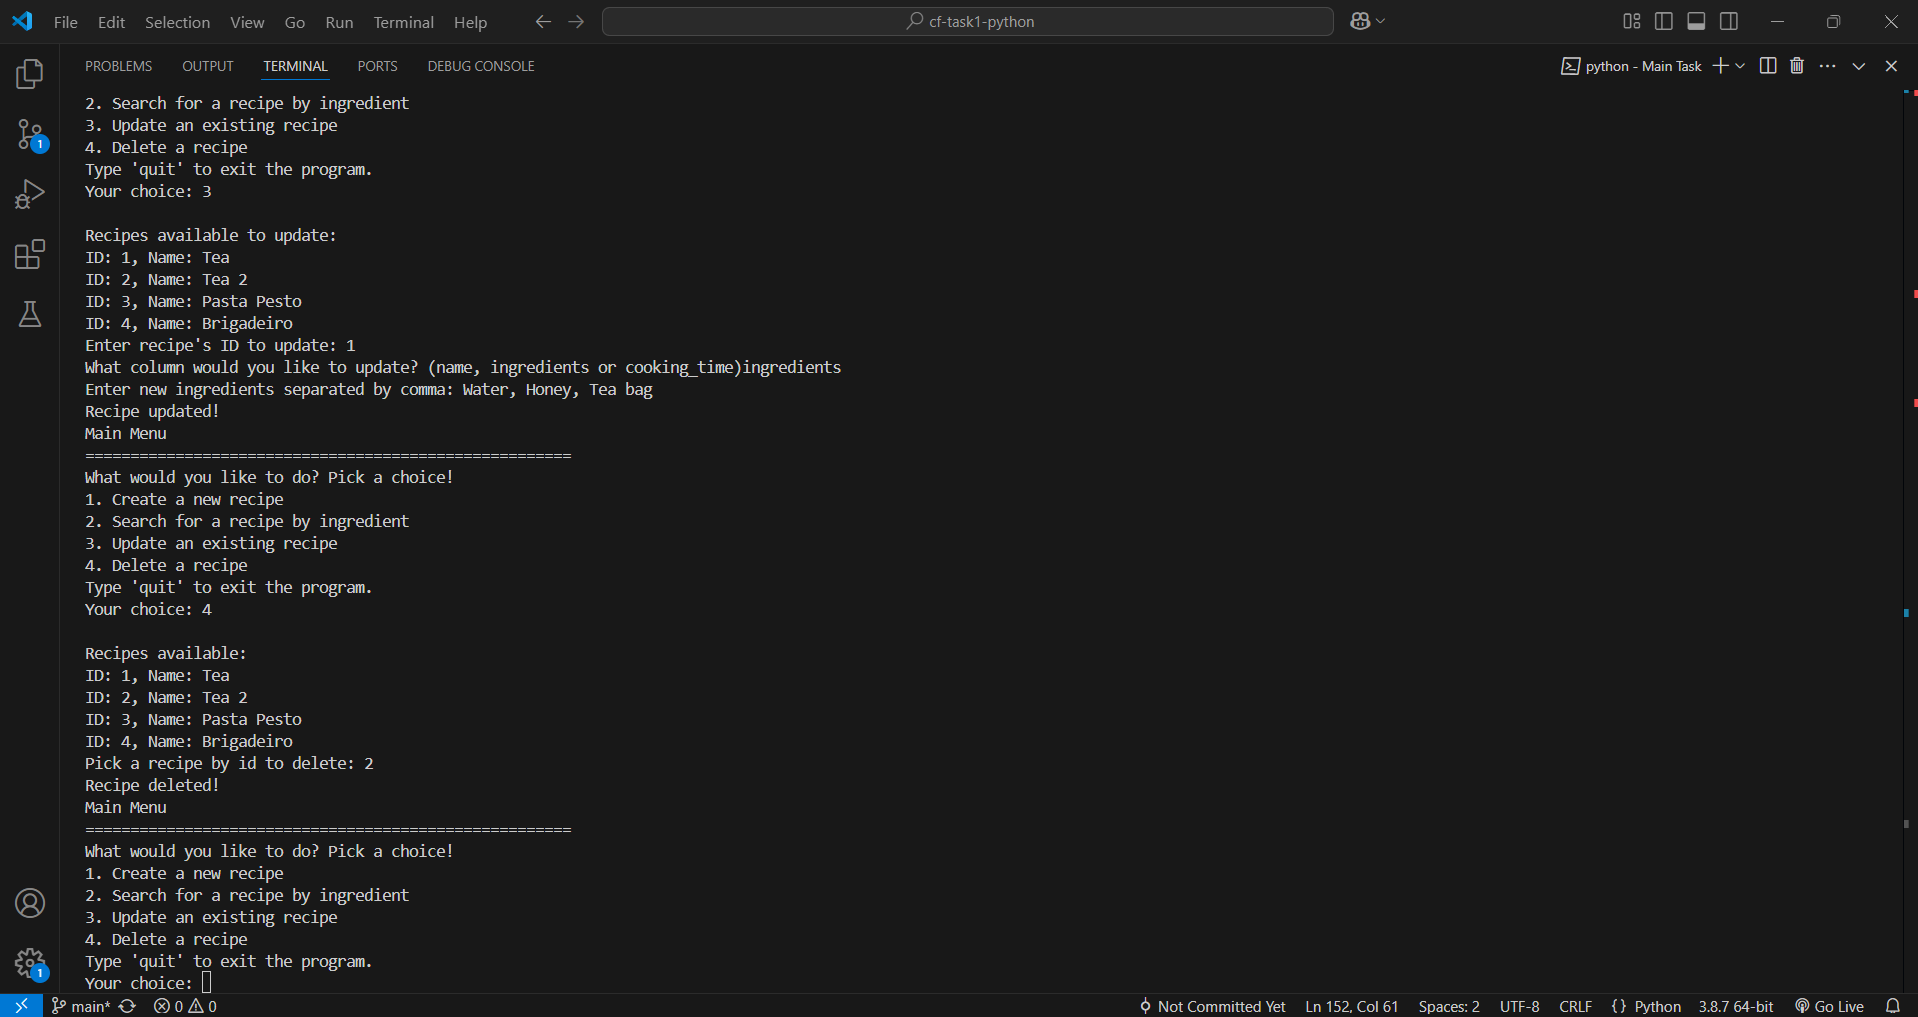 File Edit Selection View Go Run Terminal Help cf-task1-python
PROBLEMS OUTPUT TERMINAL PORTS DEBUG CONSOLE python - Main Task
2. Search for a recipe by ingredient
3. Update an existing recipe
4. Delete a recipe
Type 'quit' to exit the program.
Your choice: 3
Recipes available to update:
ID: 1, Name: Tea
ID: 2, Name: Tea 2
ID: 3, Name: Pasta Pesto
ID: 4, Name: Brigadeiro
Enter recipe's ID to update: 1
What column would you like to update? (name, ingredients or cooking_time)ingredients
Enter new ingredients separated by comma: Water, Honey, Tea bag
Recipe updated!
Main Menu
======================================================
What would you like to do? Pick a choice!
1. Create a new recipe
2. Search for a recipe by ingredient
3. Update an existing recipe
4. Delete a recipe
Type 'quit' to exit the program.
Your choice: 4
Recipes available:
ID: 1, Name: Tea
ID: 2, Name: Tea 2
ID: 3, Name: Pasta Pesto
ID: 4, Name: Brigadeiro
Pick a recipe by id to delete: 2
Recipe deleted!
Main Menu
======================================================
What would you like to do? Pick a choice!
1. Create a new recipe
2. Search for a recipe by ingredient
3. Update an existing recipe
4. Delete a recipe
Type 'quit' to exit the program.
Your choice:
1
1
main* 0 0 Not Committed Yet Ln 152, Col 61 Spaces: 2 UTF-8 CRLF {} Python 3.8.7 64-bit Go Live